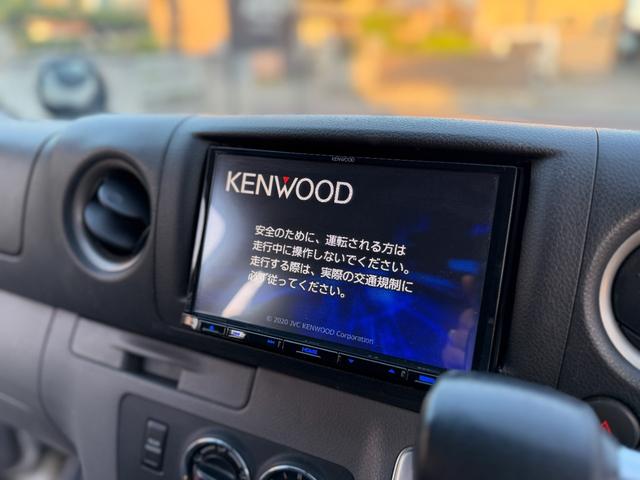 KENWOOD
KENWOOD
安全のために、運転される方は
走行中に操作しないでください。
走行する際は、実際の交通規制に
必ず従ってください。
© 2020 JVC KENWOOD Corporation